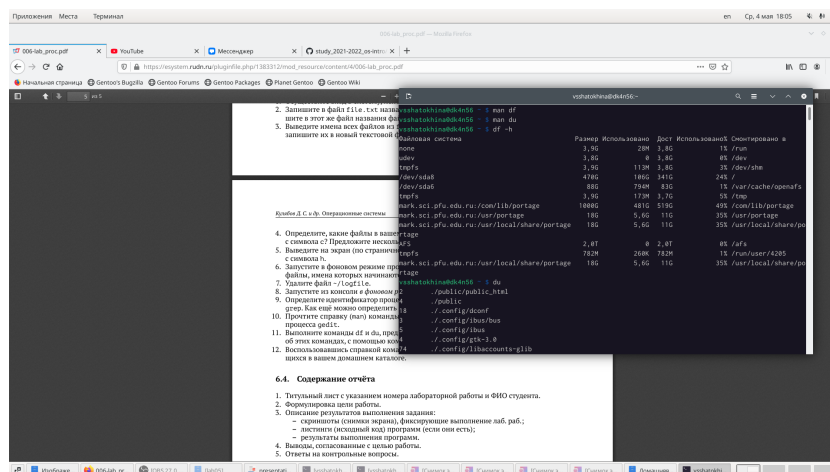 Приложения Места Терминал
en Ср, 4 мая 18:05
006-lab_proc.pdf — Mozilla Firefox
006-lab_proc.pdf
YouTube
Мессенджер
study_2021-2022_os-intro
https://esystem.rudn.ru/pluginfile.php/1383312/mod_resource/content/4/006-lab_proc.pdf
Начальная страница Gentoo's Bugzilla Gentoo Forums Gentoo Packages Planet Gentoo Gentoo Wiki
5 из 5
2. Запишите в файл file.txt назва
шите в этот же файл названия фа
3. Выведите имена всех файлов из
запишите их в новый текстовой
Кулябов Д. С. и др. Операционные системы
4. Определите, какие файлы в ваше
с символа c? Предложите нескол
5. Выведите на экран (по странични
с символа h.
6. Запустите в фоновом режиме пр
файлы, имена которых начинают
7. Удалите файл ~/logfile.
8. Запустите из консоли в фоновом р
9. Определите идентификатор проце
grep. Как ещё можно определить
10. Прочтите справку (man) команды
процесса gedit.
11. Выполните команды df и du, пред
об этих командах, с помощью ком
12. Воспользовавшись справкой кома
щихся в вашем домашнем каталоге.
6.4. Содержание отчёта
1. Титульный лист с указанием номера лабораторной работы и ФИО студента.
2. Формулировка цели работы.
3. Описание результатов выполнения задания:
– скриншоты (снимки экрана), фиксирующие выполнение лаб. раб.;
– листинги (исходный код) программ (если они есть);
– результаты выполнения программ.
4. Выводы, согласованные с целью работы.
5. Ответы на контрольные вопросы.
vsshatokhina@dk4n56:~
vsshatokhina@dk4n56 ~ $ man df
vsshatokhina@dk4n56 ~ $ man du
vsshatokhina@dk4n56 ~ $ df -h
Файловая система Размер Использовано Дост Использовано% Смонтировано в
none 3,9G 28M 3,8G 1% /run
udev 3,8G 0 3,8G 0% /dev
tmpfs 3,9G 113M 3,8G 3% /dev/shm
/dev/sda8 470G 106G 341G 24% /
/dev/sda6 88G 794M 83G 1% /var/cache/openafs
tmpfs 3,9G 173M 3,7G 5% /tmp
mark.sci.pfu.edu.ru:/com/lib/portage 1000G 481G 519G 49% /com/lib/portage
mark.sci.pfu.edu.ru:/usr/portage 18G 5,6G 11G 35% /usr/portage
mark.sci.pfu.edu.ru:/usr/local/share/portage 18G 5,6G 11G 35% /usr/local/share/po
rtage
AFS 2,0T 0 2,0T 0% /afs
tmpfs 782M 260K 782M 1% /run/user/4205
mark.sci.pfu.edu.ru:/usr/local/share/portage 18G 5,6G 11G 35% /usr/local/share/po
rtage
vsshatokhina@dk4n56 ~ $ du
2 ./public/public_html
4 ./public
18 ./.config/dconf
3 ./.config/ibus/bus
5 ./.config/ibus
4 ./.config/gtk-3.0
74 ./.config/libaccounts-glib